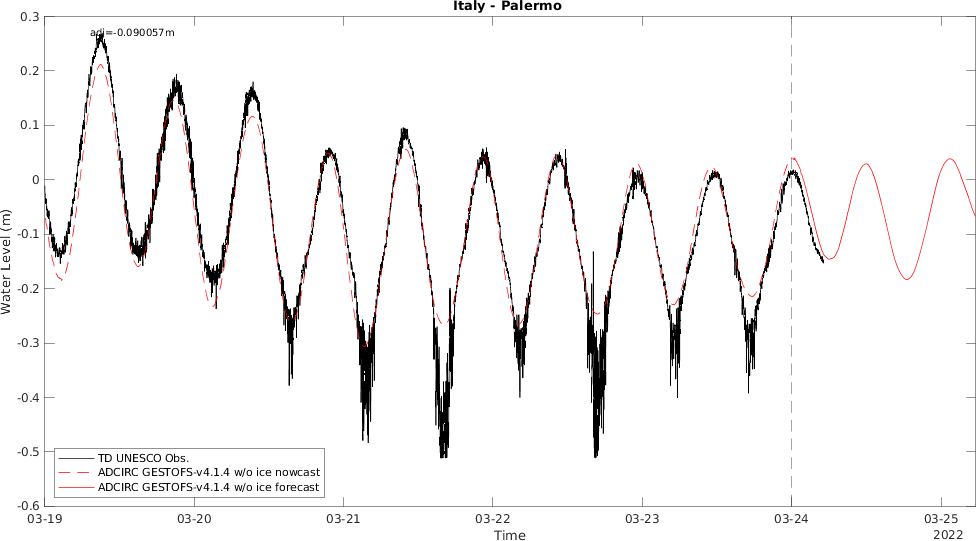 Italy - Palermo
adj=-0.090057m
0.3
0.2
0.1
0
-0.1
-0.2
-0.3
-0.4
-0.5
-0.6
Water Level (m)
TD UNESCO Obs.
ADCIRC GESTOFS-v4.1.4 w/o ice nowcast
ADCIRC GESTOFS-v4.1.4 w/o ice forecast
03-19
03-20
03-21
03-22
03-23
03-24
03-25
Time
2022